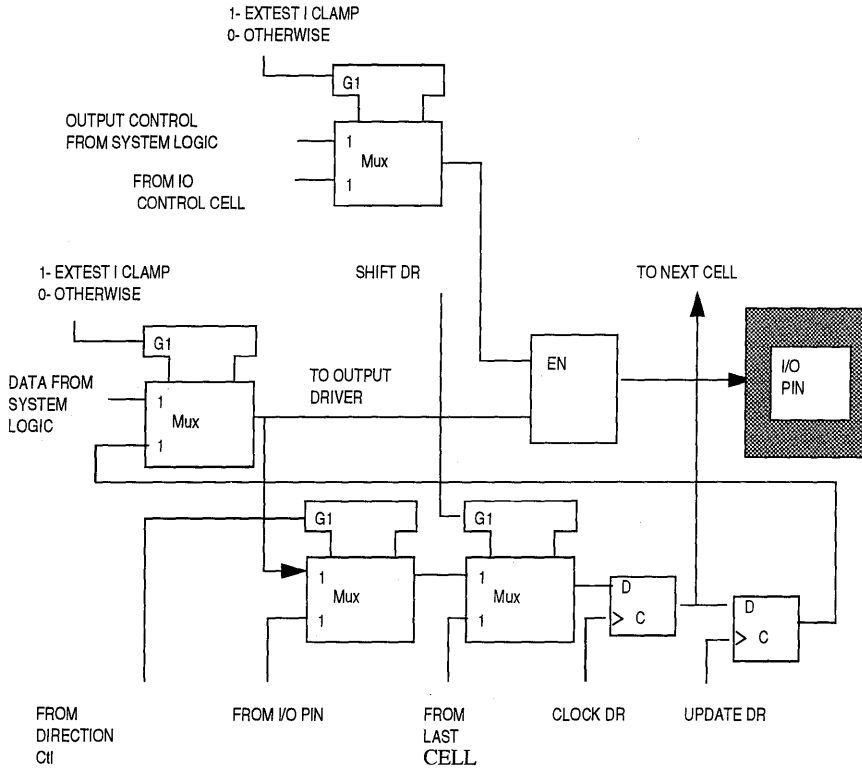 1- EXTEST I CLAMP
0- OTHERWISE
G1
OUTPUT CONTROL
FROM SYSTEM LOGIC
1
Mux
FROM IO
CONTROL CELL
1
1- EXTEST I CLAMP
0- OTHERWISE
SHIFT DR
TO NEXT CELL
G1
EN
I/O
PIN
DATA FROM
SYSTEM
LOGIC
1
Mux
1
TO OUTPUT
DRIVER
G1
G1
1
Mux
1
1
Mux
1
D
C
D
C
FROM
DIRECTION
Ctl
FROM I/O PIN
FROM
LAST
CELL
CLOCK DR
UPDATE DR